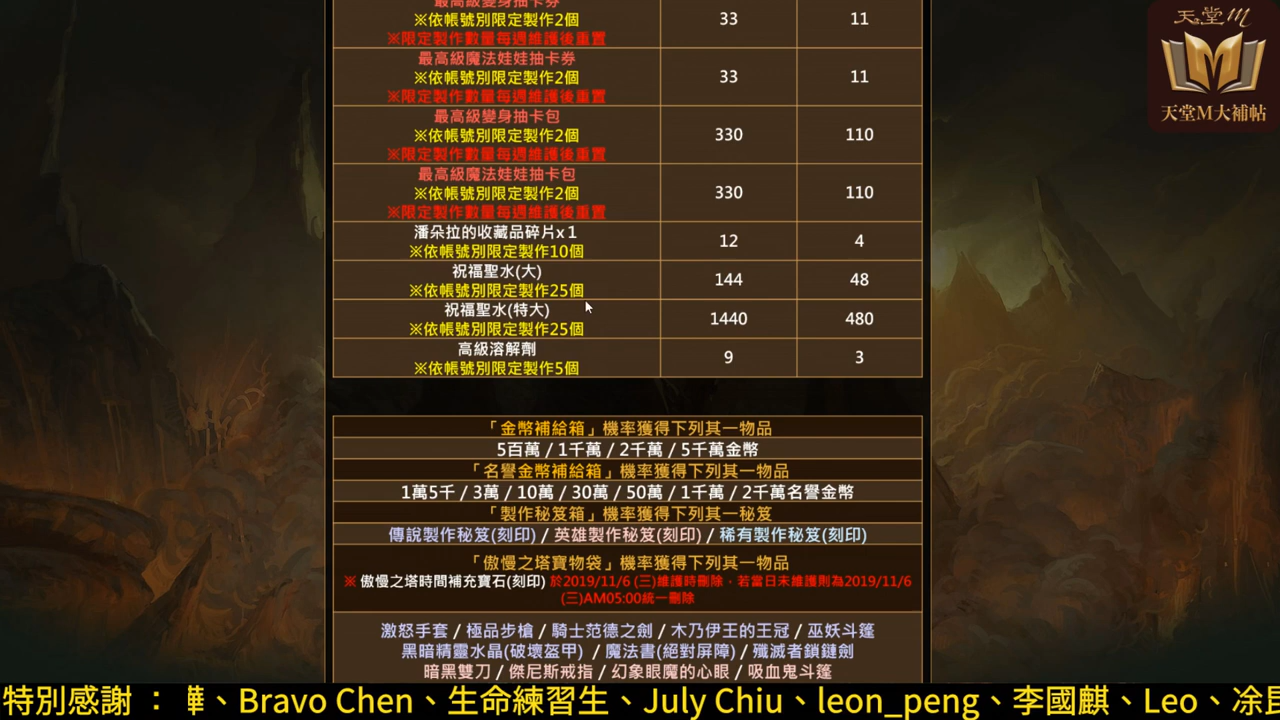 最高級變身抽卡券
※依帳號別限定製作2個
33
11
※限定製作數量每週維護後重置
最高級魔法娃娃抽卡券
※依帳號別限定製作2個
33
11
※限定製作數量每週維護後重置
最高級變身抽卡包
※依帳號別限定製作2個
330
110
※限定製作數量每週維護後重置
最高級魔法娃娃抽卡包
※依帳號別限定製作2個
330
110
※限定製作數量每週維護後重置
潘朵拉的收藏品碎片x1
※依帳號別限定製作10個
12
4
祝福聖水(大)
※依帳號別限定製作25個
144
48
祝福聖水(特大)
※依帳號別限定製作25個
1440
480
高級溶解劑
※依帳號別限定製作5個
9
3
「金幣補給箱」機率獲得下列其一物品
5百萬 / 1千萬 / 2千萬 / 5千萬金幣
「名譽金幣補給箱」機率獲得下列其一物品
1萬5千 / 3萬 / 10萬 / 30萬 / 50萬 / 1千萬 / 2千萬名譽金幣
「製作秘笈箱」機率獲得下列其一秘笈
傳說製作秘笈(刻印) / 英雄製作秘笈(刻印) / 稀有製作秘笈(刻印)
「傲慢之塔寶物袋」機率獲得下列其一物品
※ 傲慢之塔時間補充寶石(刻印) 於2019/11/6 (三)維護時刪除，若當日未維護則為2019/11/6
(三)AM05:00統一刪除
激怒手套 / 極品步槍 / 騎士范德之劍 / 木乃伊王的王冠 / 巫妖斗篷
黑暗精靈水晶(破壞盔甲) / 魔法書(絕對屏障) / 殲滅者鎖鏈劍
暗黑雙刀 / 傑尼斯戒指 / 幻象眼魔的心眼 / 吸血鬼斗篷
天堂M
天堂M大補帖
特別感謝 ： 、Bravo Chen、生命練習生、July Chiu、leon_peng、李國麒、Leo、凃